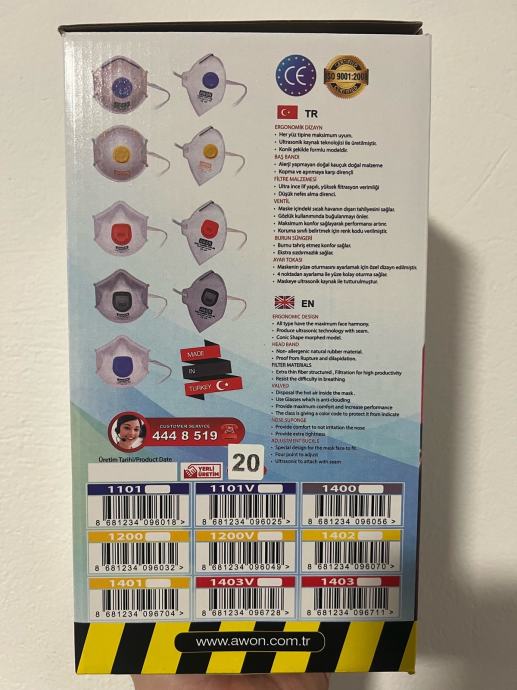 CE
ISO 9001:200
TR
ERGONOMİK DİZAYN
• Her yüz tipine maksimum uyum.
• Ultrasonik kaynak teknolojisi ile üretilmiştir.
• Konik şekilde formlu modeldir.
BAŞ BANDI
• Alerji yapmayan doğal kauçuk doğal malzeme
• Kopma ve aşınmaya karşı dirençli
FİLTRE MALZEMESİ
• Ultra ince lif yapılı, yüksek filtrasyon verimliliği
• Düşük nefes alma direnci.
VENTİL
• Maske içindeki sıcak havanın dışarı tahliyesini sağlar.
• Gözlük kullanımında buğulanmayı önler.
• Maksimum konfor sağlayarak performansı artırır.
• Koruma sınıfı belirtmek için renk kodu verilmiştir.
BURUN SÜNGERİ
• Burnu tahriş etmez konfor sağlar.
• Ekstra sızdırmazlık sağlar.
AYAR TOKASI
• Maskenin yüze oturmasını ayarlamak için özel dizayn edilmiştir.
• 4 noktadan ayarlama ile yüze kolay oturma sağlar.
• Maskeye ultrasonik kaynak ile tutturulmuştur.
EN
ERGONOMIC DESIGN
• All type have the maximum face harmony.
• Produce ultrasonic technology with seam.
• Conic Shape morphed model.
HEAD BAND
• Non- allergenic natural rubber material.
• Proof from Rupture and dilapidation.
FILTER MATERIALS
• Extra thin fiber structured , Filtration for high productivity
• Resist the difficulty in breathing
VALVED
• Disposal the hot air inside the mask .
• Use Glasses which is anti-clouding
• Provide maximum comfort and increase performance
• The class is giving a color code to protect it from indicate
NOSE SUPONGE
• Provide comfort to not irritation the nose
• Provide extra tightness
ADJUSTMENT BUCKLE
• Special design for the mask face to fit
• Four point to adjust
• Ultrasonic to attach with seam
MADE
IN
TURKEY
CUSTOMER SERVICE
444 8 519
Üretim Tarihi/Product Date
YERLİ
ÜRETİM
20
1101
8 681234 096018 >
1101V
8 681234 096025 >
1400
8 681234 096056 >
1200
8 681234 096032 >
1200V
8 681234 096049 >
1402
8 681234 096070 >
1401
8 681234 096704 >
1403V
8 681234 096728 >
1403
8 681234 096711 >
www.awon.com.tr